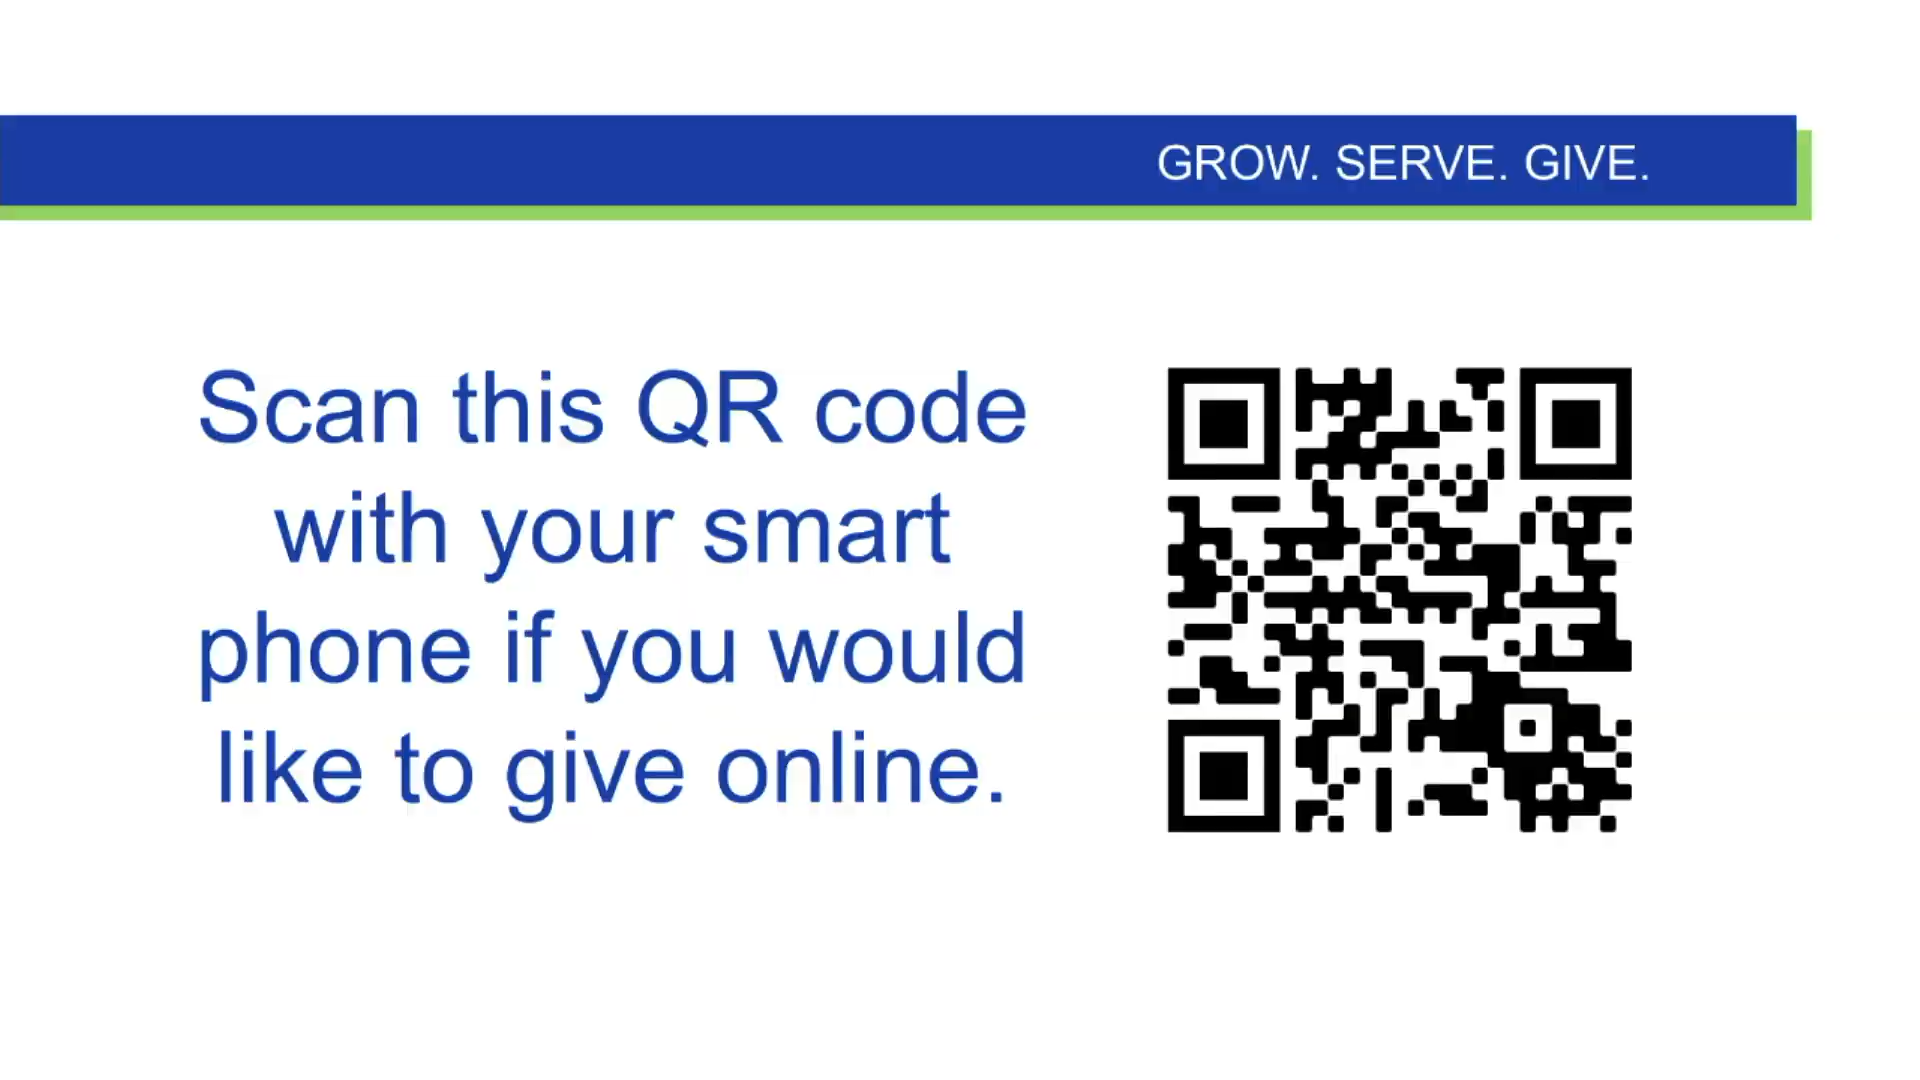 GROW. SERVE. GIVE.
Scan this QR code
with your smart
phone if you would
like to give online.